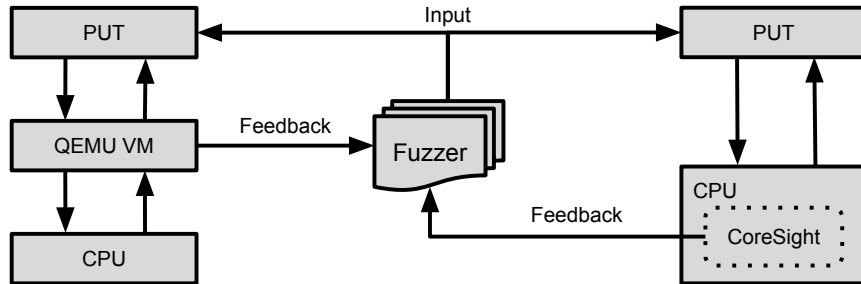 Input
PUT
PUT
QEMU VM
Feedback
Fuzzer
CPU
Feedback
CoreSight
CPU